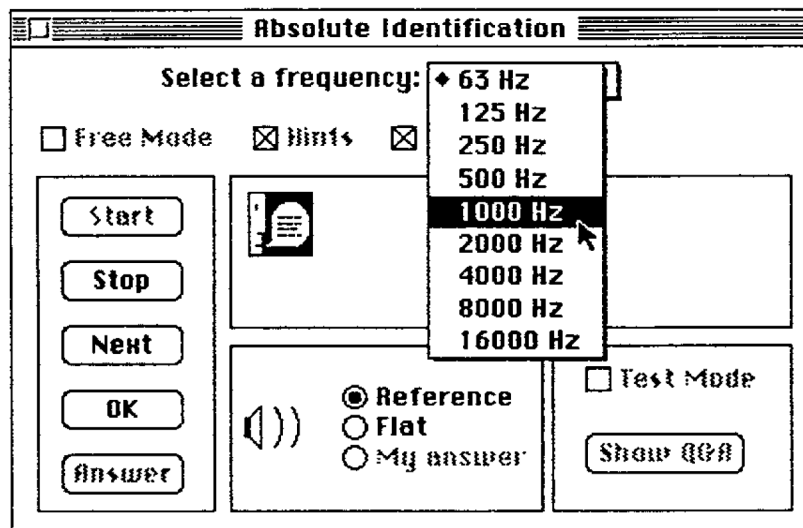 Absolute Identification
Select a frequency:
63 Hz
125 Hz
250 Hz
500 Hz
1000 Hz
2000 Hz
4000 Hz
8000 Hz
16000 Hz
Free Mode
Hints
Start
Stop
Next
OK
Answer
Reference
Flat
My answer
Test Mode
Show Q&A